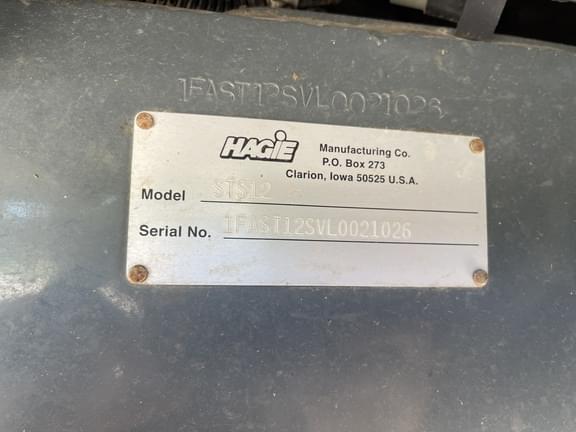 1FAST12SVL0021026
HAGIE
Manufacturing Co.
P.O. Box 273
Clarion, Iowa 50525 U.S.A.
Model STS12
Serial No. 1FAST12SVL0021026